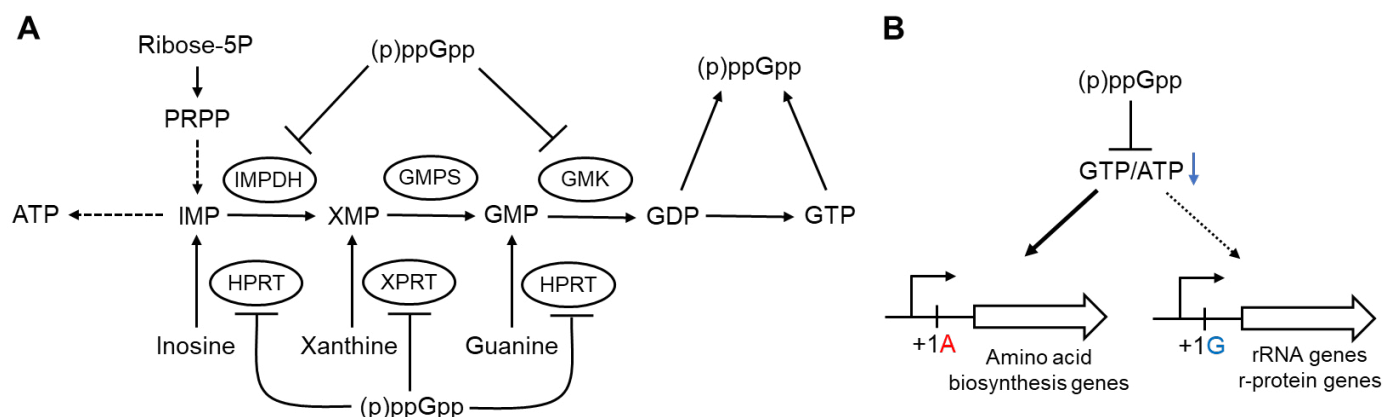 A
Ribose-5P
(p)ppGpp
(p)ppGpp
PRPP
IMPDH
GMPS
GMK
ATP
IMP
XMP
GMP
GDP
GTP
HPRT
XPRT
HPRT
Inosine
Xanthine
Guanine
(p)ppGpp
B
(p)ppGpp
GTP/ATP
+1A
Amino acid
biosynthesis genes
+1G
rRNA genes
r-protein genes